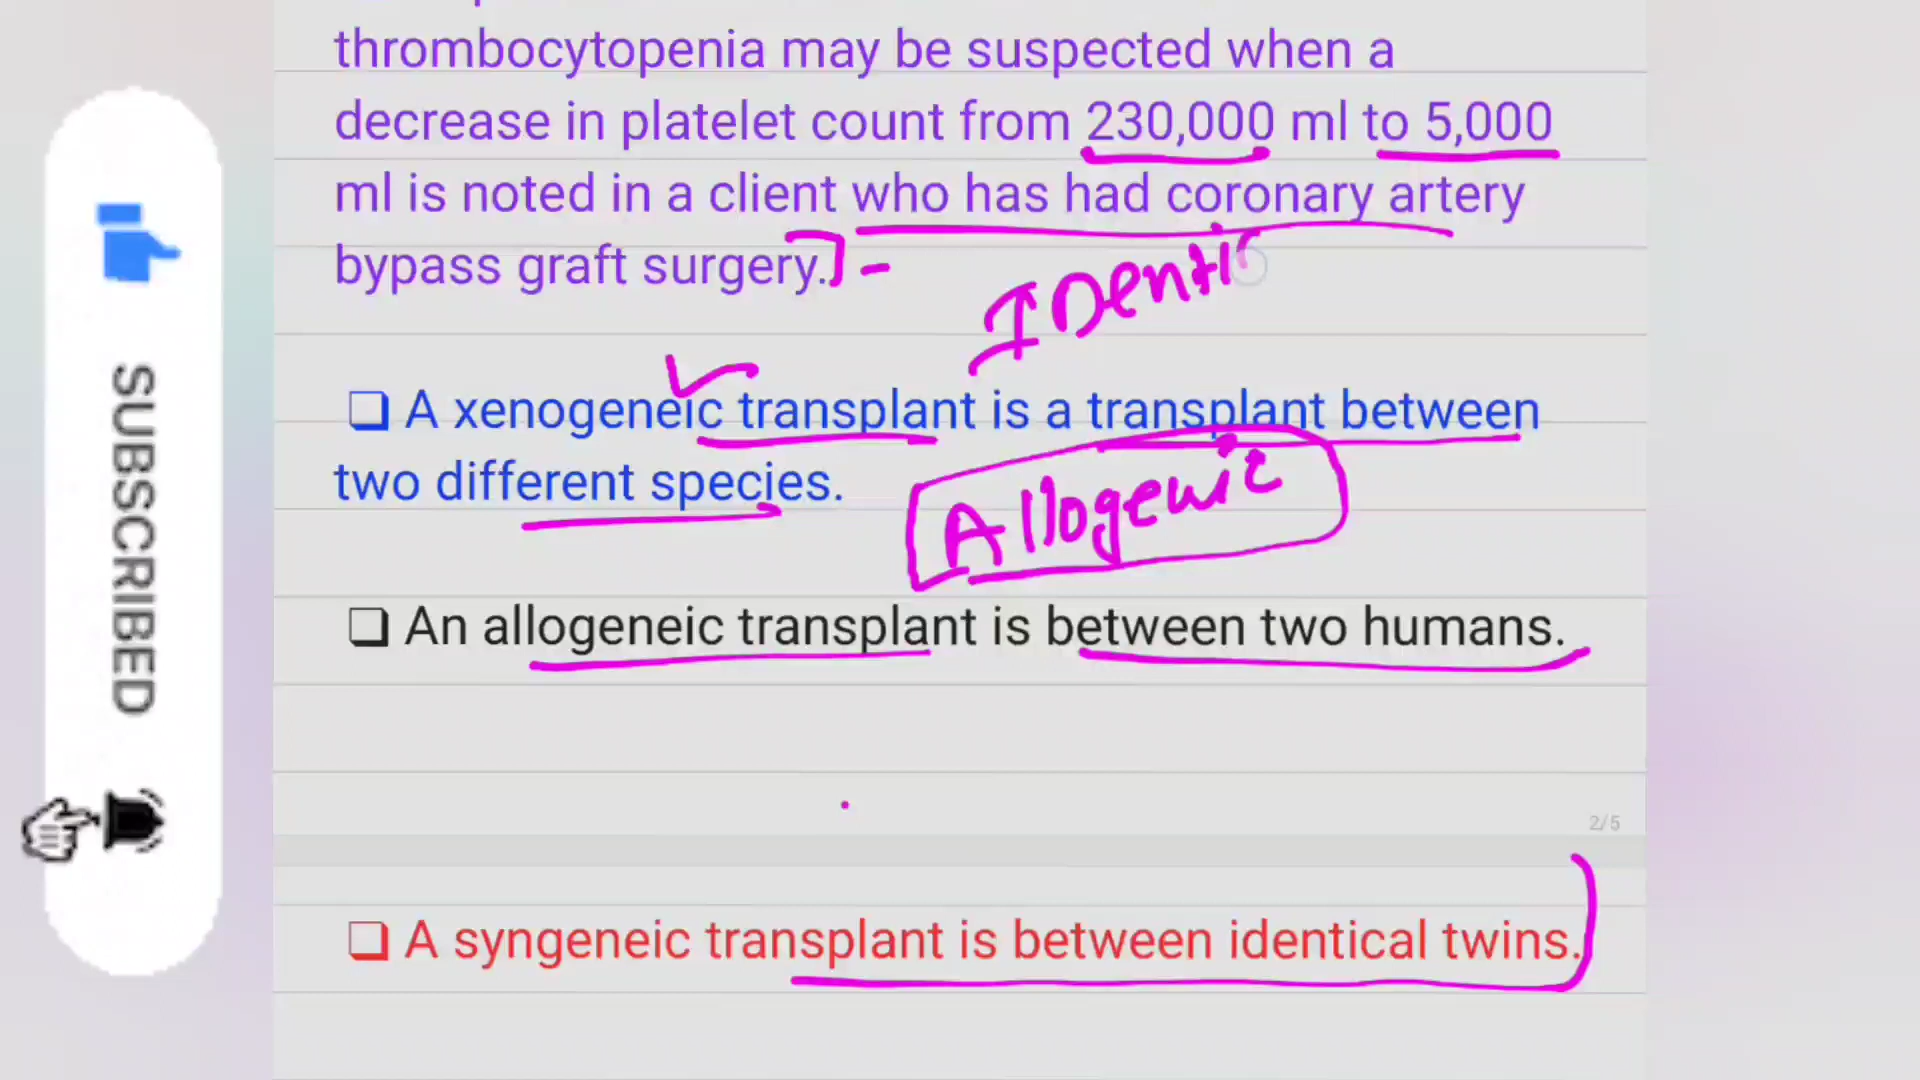 thrombocytopenia may be suspected when a
decrease in platelet count from 230,000 ml to 5,000
ml is noted in a client who has had coronary artery
bypass graft surgery.
IDentic
❑ A xenogeneic transplant is a transplant between
two different species.
Allogenic
❑ An allogeneic transplant is between two humans.
2/5
❑ A syngeneic transplant is between identical twins.
SUBSCRIBED